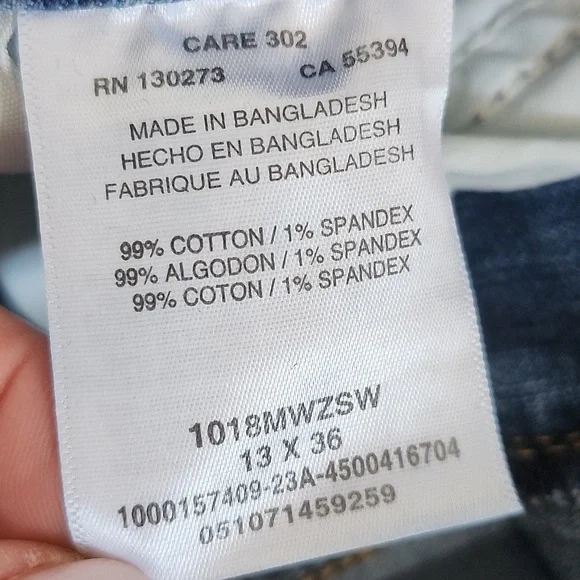 CARE 302
RN 130273 CA 55394
MADE IN BANGLADESH
HECHO EN BANGLADESH
FABRIQUE AU BANGLADESH
99% COTTON / 1% SPANDEX
99% ALGODON / 1% SPANDEX
99% COTON / 1% SPANDEX
1018MWZSW
13 X 36
1000157409-23A-4500416704
051071459259